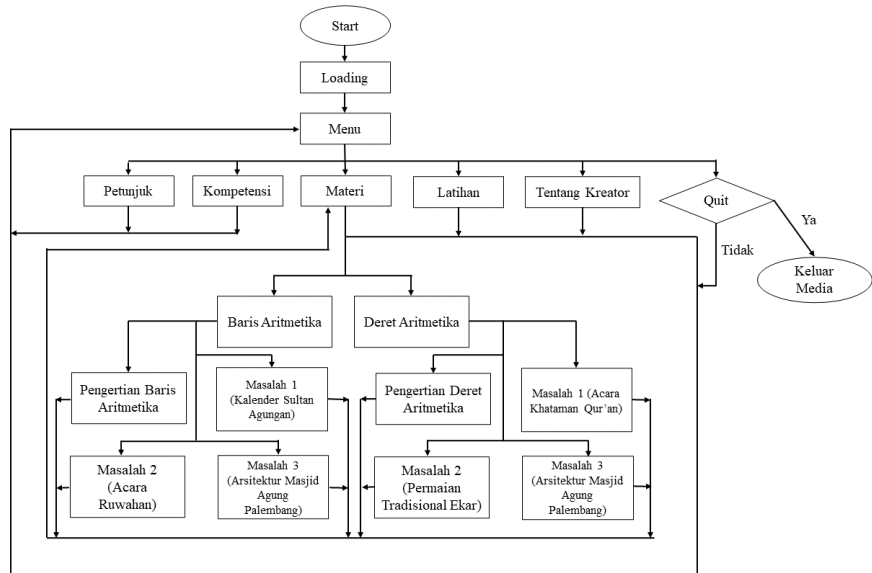 Start
Loading
Menu
Petunjuk
Kompetensi
Materi
Latihan
Tentang Kreator
Quit
Ya
Tidak
Keluar
Media
Baris Aritmetika
Deret Aritmetika
Pengertian Baris
Aritmetika
Masalah 1
(Kalender Sultan
Agungan)
Pengertian Deret
Aritmetika
Masalah 1 (Acara
Khataman Qur'an)
Masalah 2
(Acara
Ruwahan)
Masalah 3
(Arsitektur Masjid
Agung
Palembang)
Masalah 2
(Permaian
Tradisional Ekar)
Masalah 3
(Arsitektur Masjid
Agung
Palembang)